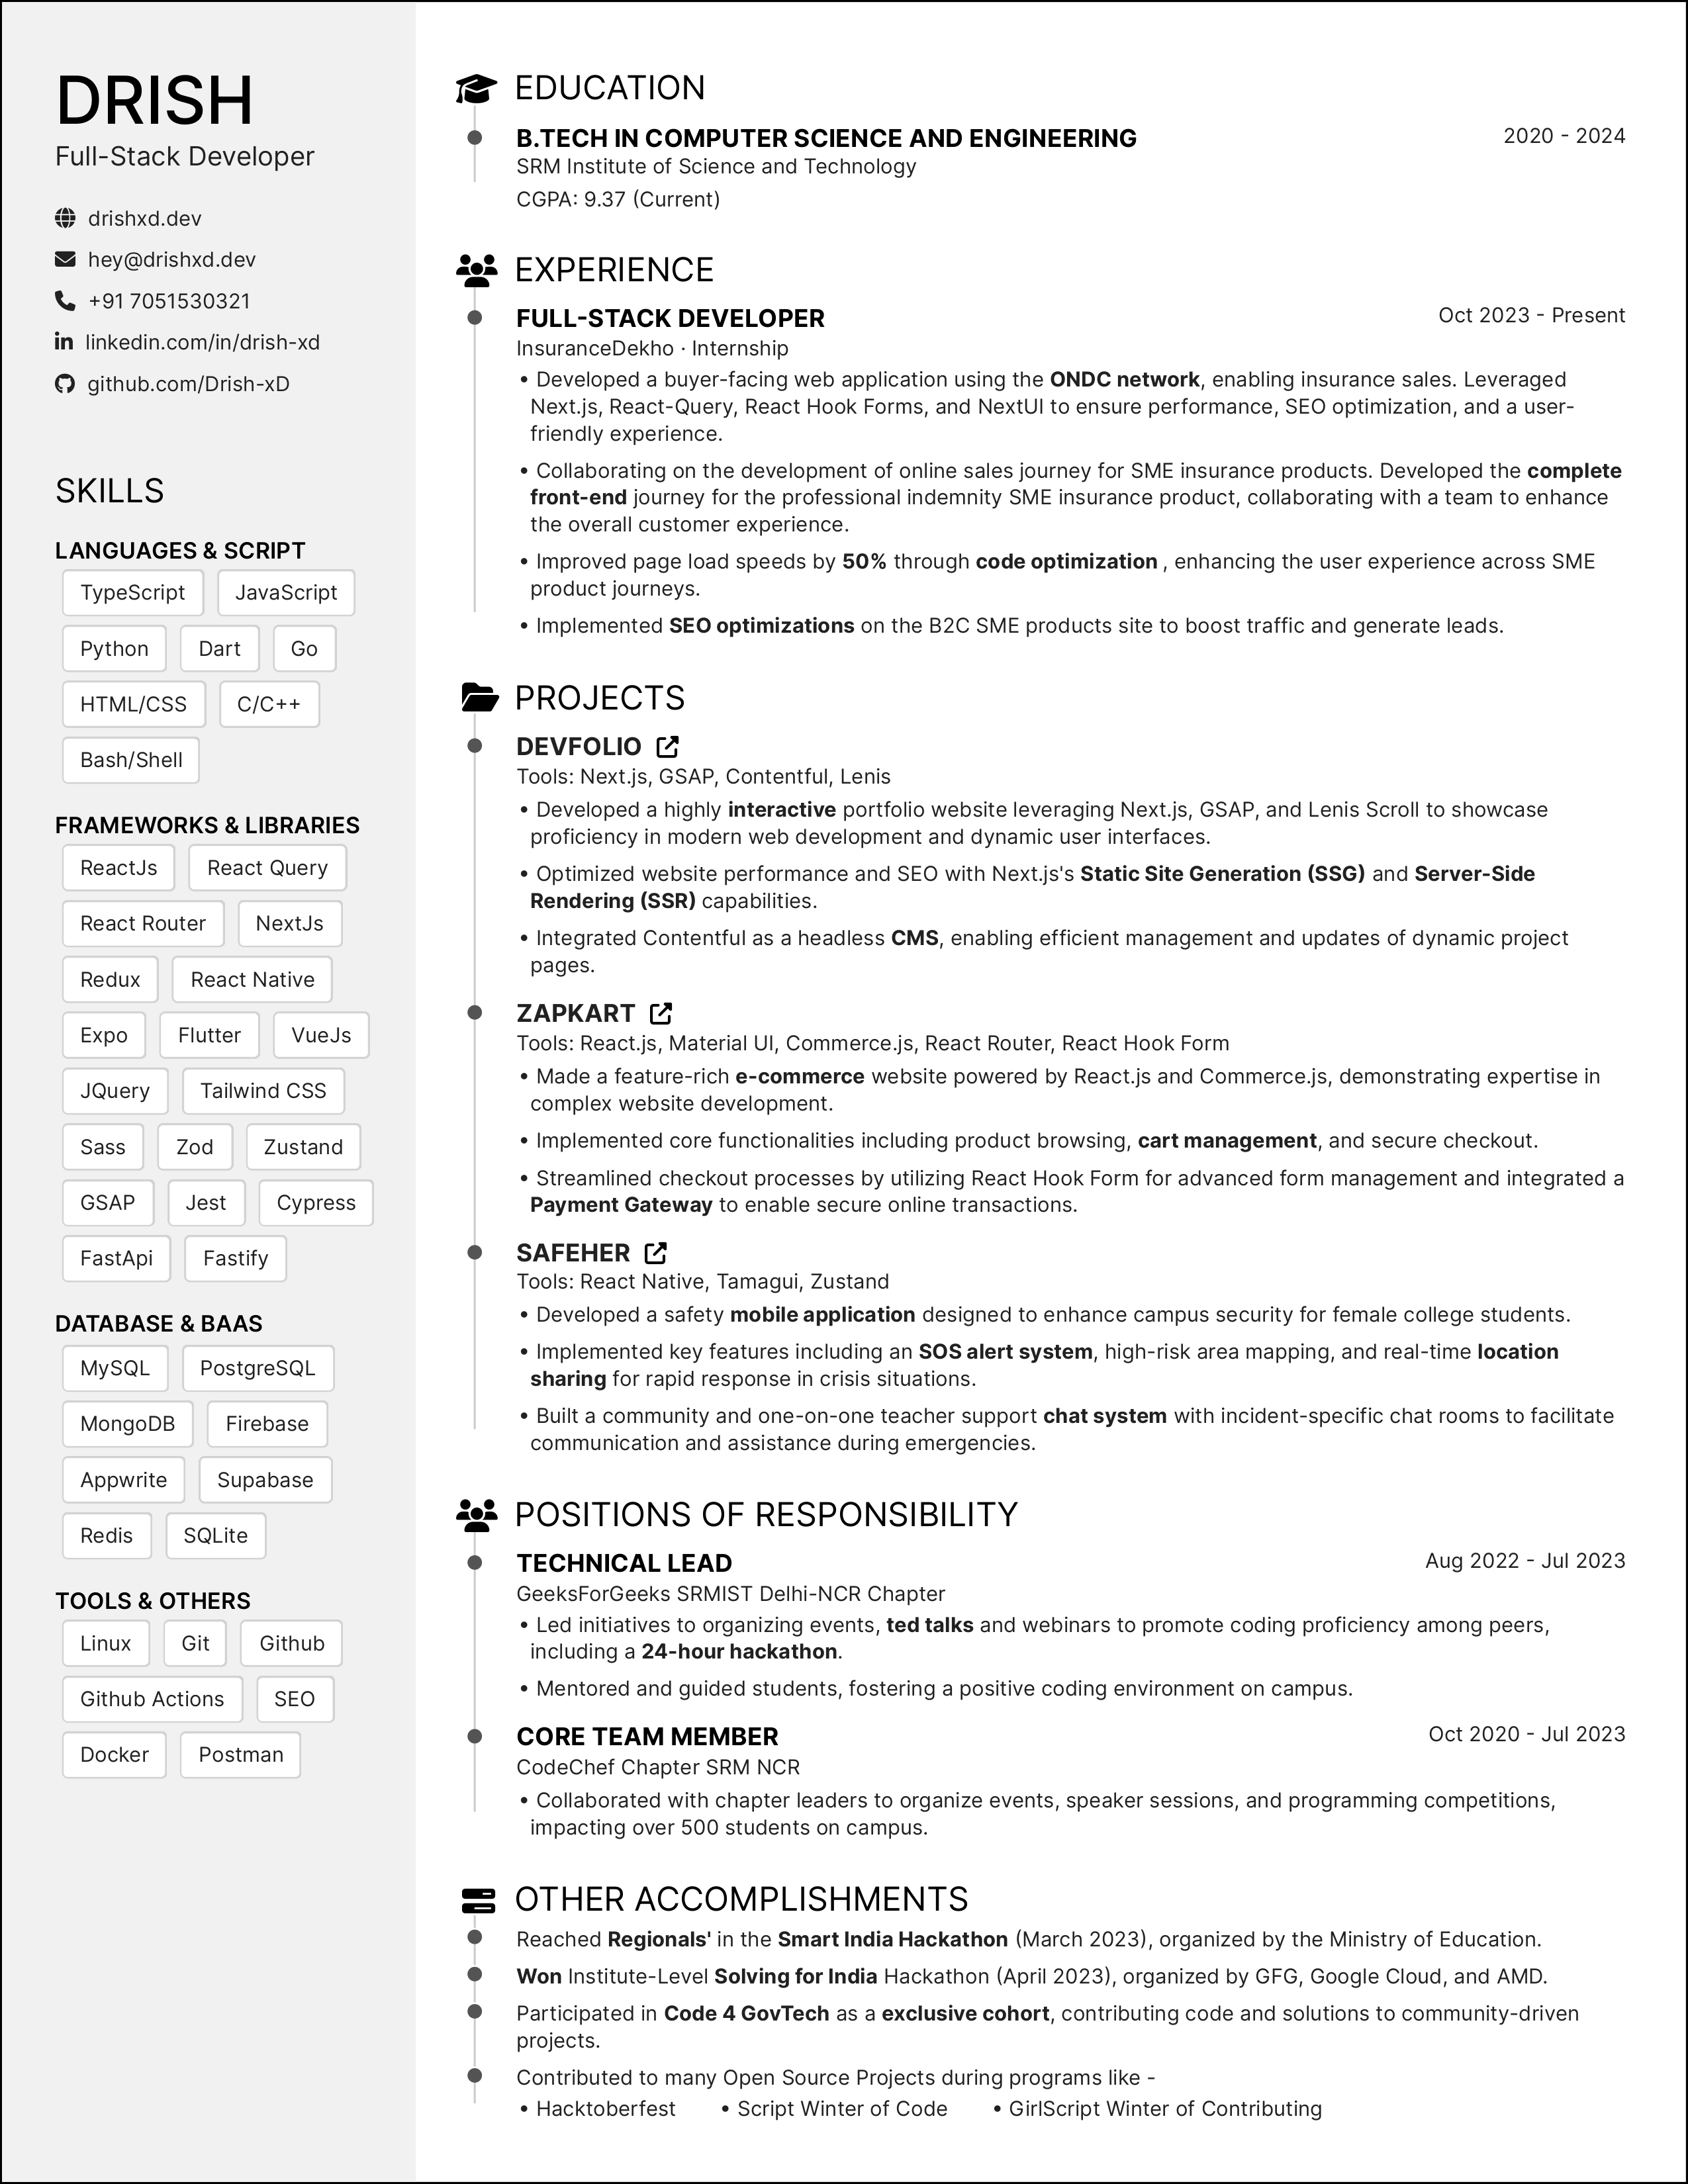 DRISH
Full-Stack Developer
drishxd.dev
hey@drishxd.dev
+91 7051530321
linkedin.com/in/drish-xd
github.com/Drish-xD
SKILLS
LANGUAGES & SCRIPT
TypeScript JavaScript
Python Dart Go
HTML/CSS C/C++
Bash/Shell
FRAMEWORKS & LIBRARIES
ReactJs React Query
React Router NextJs
Redux React Native
Expo Flutter VueJs
JQuery Tailwind CSS
Sass Zod Zustand
GSAP Jest Cypress
FastApi Fastify
DATABASE & BAAS
MySQL PostgreSQL
MongoDB Firebase
Appwrite Supabase
Redis SQLite
TOOLS & OTHERS
Linux Git Github
Github Actions SEO
Docker Postman
EDUCATION
B.TECH IN COMPUTER SCIENCE AND ENGINEERING 2020 - 2024
SRM Institute of Science and Technology
CGPA: 9.37 (Current)
EXPERIENCE
FULL-STACK DEVELOPER Oct 2023 - Present
InsuranceDekho · Internship
• Developed a buyer-facing web application using the ONDC network, enabling insurance sales. Leveraged
Next.js, React-Query, React Hook Forms, and NextUI to ensure performance, SEO optimization, and a user-
friendly experience.
• Collaborating on the development of online sales journey for SME insurance products. Developed the complete
front-end journey for the professional indemnity SME insurance product, collaborating with a team to enhance
the overall customer experience.
• Improved page load speeds by 50% through code optimization , enhancing the user experience across SME
product journeys.
• Implemented SEO optimizations on the B2C SME products site to boost traffic and generate leads.
PROJECTS
DEVFOLIO
Tools: Next.js, GSAP, Contentful, Lenis
• Developed a highly interactive portfolio website leveraging Next.js, GSAP, and Lenis Scroll to showcase
proficiency in modern web development and dynamic user interfaces.
• Optimized website performance and SEO with Next.js's Static Site Generation (SSG) and Server-Side
Rendering (SSR) capabilities.
• Integrated Contentful as a headless CMS, enabling efficient management and updates of dynamic project
pages.
ZAPKART
Tools: React.js, Material UI, Commerce.js, React Router, React Hook Form
• Made a feature-rich e-commerce website powered by React.js and Commerce.js, demonstrating expertise in
complex website development.
• Implemented core functionalities including product browsing, cart management, and secure checkout.
• Streamlined checkout processes by utilizing React Hook Form for advanced form management and integrated a
Payment Gateway to enable secure online transactions.
SAFEHER
Tools: React Native, Tamagui, Zustand
• Developed a safety mobile application designed to enhance campus security for female college students.
• Implemented key features including an SOS alert system, high-risk area mapping, and real-time location
sharing for rapid response in crisis situations.
• Built a community and one-on-one teacher support chat system with incident-specific chat rooms to facilitate
communication and assistance during emergencies.
POSITIONS OF RESPONSIBILITY
TECHNICAL LEAD Aug 2022 - Jul 2023
GeeksForGeeks SRMIST Delhi-NCR Chapter
• Led initiatives to organizing events, ted talks and webinars to promote coding proficiency among peers,
including a 24-hour hackathon.
• Mentored and guided students, fostering a positive coding environment on campus.
CORE TEAM MEMBER Oct 2020 - Jul 2023
CodeChef Chapter SRM NCR
• Collaborated with chapter leaders to organize events, speaker sessions, and programming competitions,
impacting over 500 students on campus.
OTHER ACCOMPLISHMENTS
Reached Regionals' in the Smart India Hackathon (March 2023), organized by the Ministry of Education.
Won Institute-Level Solving for India Hackathon (April 2023), organized by GFG, Google Cloud, and AMD.
Participated in Code 4 GovTech as a exclusive cohort, contributing code and solutions to community-driven
projects.
Contributed to many Open Source Projects during programs like -
• Hacktoberfest • Script Winter of Code • GirlScript Winter of Contributing